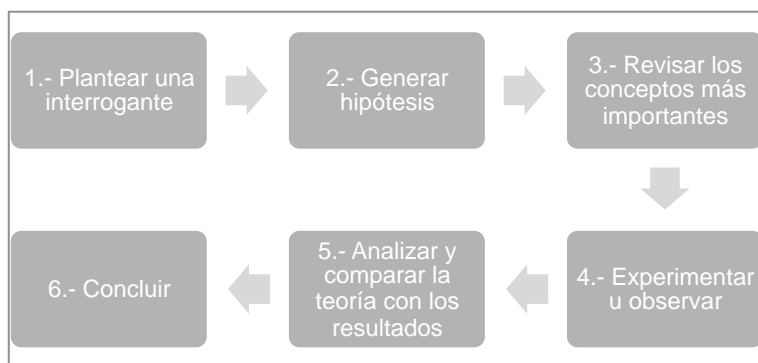 1.- Plantear una
interrogante
2.- Generar
hipótesis
3.- Revisar los
conceptos más
importantes
4.- Experimentar
u observar
5.- Analizar y
comparar la
teoría con los
resultados
6.- Concluir